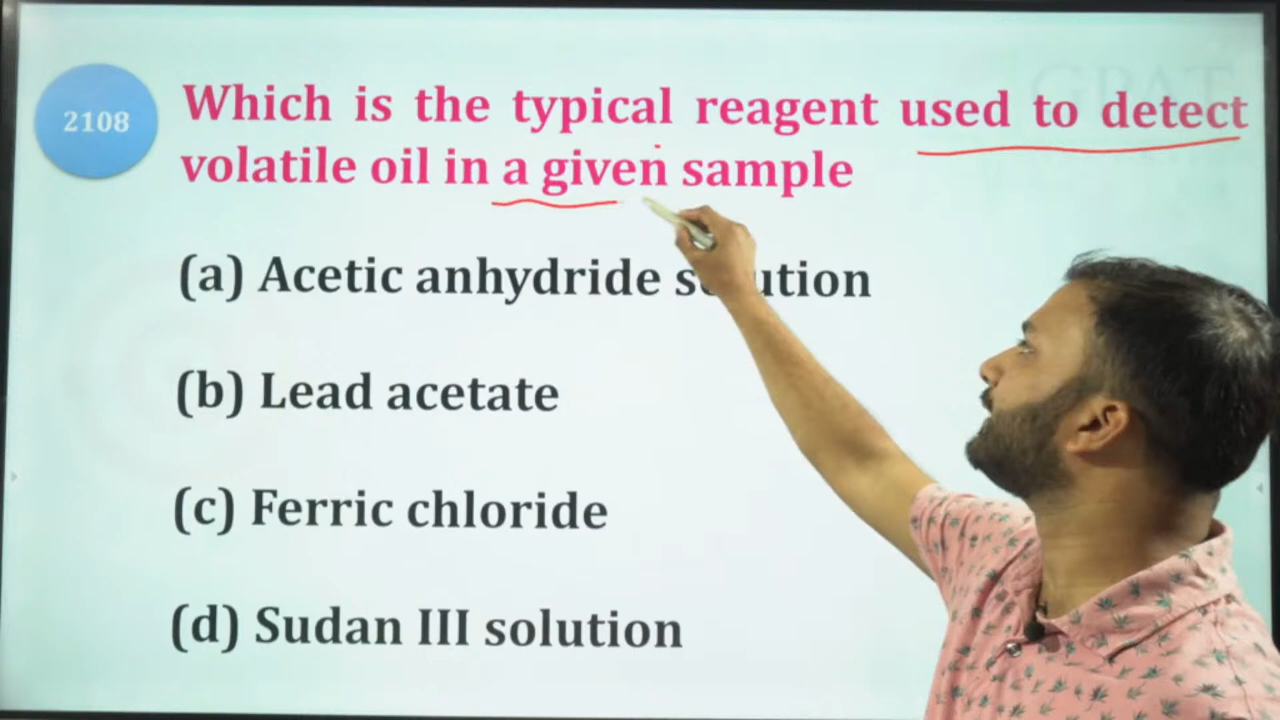 2108
Which is the typical reagent used to detect
volatile oil in a given sample
(a) Acetic anhydride
(b) Lead acetate
(c) Ferric chloride
(d) Sudan III solution